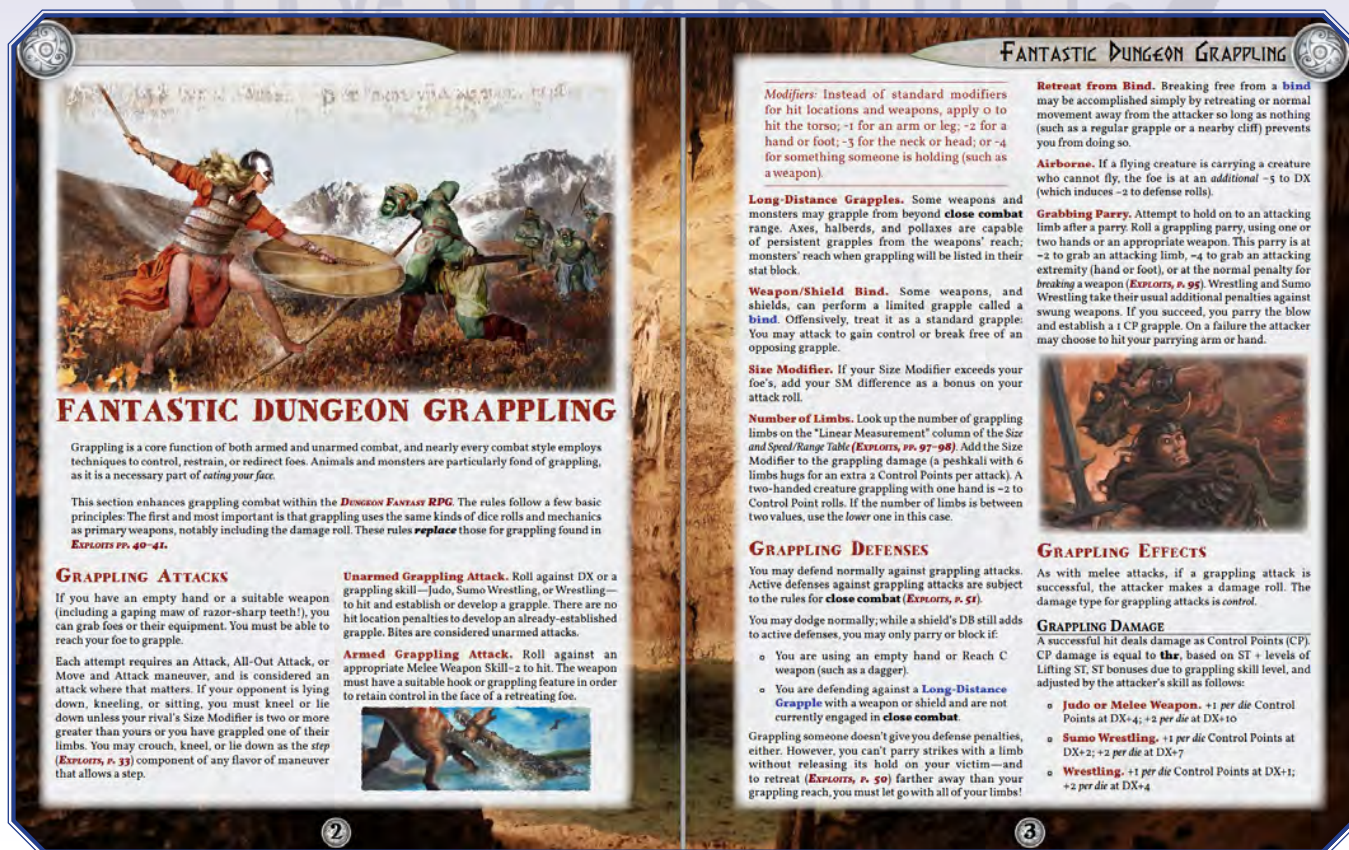 FANTASTIC DUNGEON GRAPPLING
Grappling is a core function of both armed and unarmed combat, and nearly every combat style employs
techniques to control, restrain, or redirect foes. Animals and monsters are particularly fond of grappling,
as it is a necessary part of eating your face.
This section enhances grappling combat within the DUNGEON FANTASY RPG. The rules follow a few basic
principles: The first and most important is that grappling uses the same kinds of dice rolls and mechanics
as primary weapons, notably including the damage roll. These rules replace those for grappling found in
EXPLOITS PP. 40–41.
GRAPPLING ATTACKS
If you have an empty hand or a suitable weapon
(including a gaping maw of razor-sharp teeth!), you
can grab foes or their equipment. You must be able to
reach your foe to grapple.
Each attempt requires an Attack, All-Out Attack, or
Move and Attack maneuver, and is considered an
attack where that matters. If your opponent is lying
down, kneeling, or sitting, you must kneel or lie
down unless your rival's Size Modifier is two or more
greater than yours or you have grappled one of their
limbs. You may crouch, kneel, or lie down as the step
(EXPLOITS, P. 33) component of any flavor of maneuver
that allows a step.
Unarmed Grappling Attack. Roll against DX or a
grappling skill—Judo, Sumo Wrestling, or Wrestling—
to hit and establish or develop a grapple. There are no
hit location penalties to develop an already-established
grapple. Bites are considered unarmed attacks.
Armed Grappling Attack. Roll against an
appropriate Melee Weapon Skill–2 to hit. The weapon
must have a suitable hook or grappling feature in order
to retain control in the face of a retreating foe.
2
FANTASTIC DUNGEON GRAPPLING
Modifiers: Instead of standard modifiers
for hit locations and weapons, apply 0 to
hit the torso; -1 for an arm or leg; -2 for a
hand or foot; -3 for the neck or head; or -4
for something someone is holding (such as
a weapon).
Long-Distance Grapples. Some weapons and
monsters may grapple from beyond close combat
range. Axes, halberds, and pollaxes are capable
of persistent grapples from the weapons' reach;
monsters' reach when grappling will be listed in their
stat block.
Weapon/Shield Bind. Some weapons, and
shields, can perform a limited grapple called a
bind. Offensively, treat it as a standard grapple:
You may attack to gain control or break free of an
opposing grapple.
Size Modifier. If your Size Modifier exceeds your
foe's, add your SM difference as a bonus on your
attack roll.
Number of Limbs. Look up the number of grappling
limbs on the "Linear Measurement" column of the Size
and Speed/Range Table (EXPLOITS, PP. 97–98). Add the Size
Modifier to the grappling damage (a peshkali with 6
limbs hugs for an extra 2 Control Points per attack). A
two-handed creature grappling with one hand is –2 to
Control Point rolls. If the number of limbs is between
two values, use the lower one in this case.
GRAPPLING DEFENSES
You may defend normally against grappling attacks.
Active defenses against grappling attacks are subject
to the rules for close combat (EXPLOITS, P. 51).
You may dodge normally; while a shield's DB still adds
to active defenses, you may only parry or block if:
You are using an empty hand or Reach C
weapon (such as a dagger).
You are defending against a Long-Distance
Grapple with a weapon or shield and are not
currently engaged in close combat.
Grappling someone doesn't give you defense penalties,
either. However, you can't parry strikes with a limb
without releasing its hold on your victim—and
to retreat (EXPLOITS, P. 50) farther away than your
grappling reach, you must let go with all of your limbs!
Retreat from Bind. Breaking free from a bind
may be accomplished simply by retreating or normal
movement away from the attacker so long as nothing
(such as a regular grapple or a nearby cliff) prevents
you from doing so.
Airborne. If a flying creature is carrying a creature
who cannot fly, the foe is at an additional –5 to DX
(which induces –2 to defense rolls).
Grabbing Parry. Attempt to hold on to an attacking
limb after a parry. Roll a grappling parry, using one or
two hands or an appropriate weapon. This parry is at
–2 to grab an attacking limb, –4 to grab an attacking
extremity (hand or foot), or at the normal penalty for
breaking a weapon (EXPLOITS, P. 95). Wrestling and Sumo
Wrestling take their usual additional penalties against
swung weapons. If you succeed, you parry the blow
and establish a 1 CP grapple. On a failure the attacker
may choose to hit your parrying arm or hand.
GRAPPLING EFFECTS
As with melee attacks, if a grappling attack is
successful, the attacker makes a damage roll. The
damage type for grappling attacks is control.
GRAPPLING DAMAGE
A successful hit deals damage as Control Points (CP).
CP damage is equal to thr, based on ST + levels of
Lifting ST, ST bonuses due to grappling skill level, and
adjusted by the attacker's skill as follows:
Judo or Melee Weapon. +1 per die Control
Points at DX+4; +2 per die at DX+10
Sumo Wrestling. +1 per die Control Points at
DX+2; +2 per die at DX+7
Wrestling. +1 per die Control Points at DX+1;
+2 per die at DX+4
3